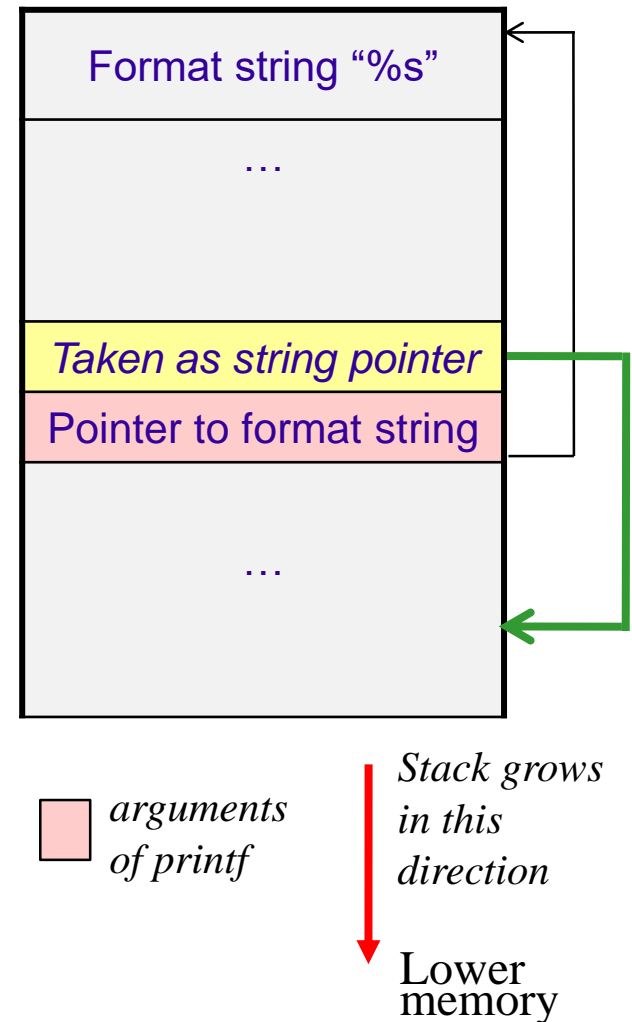 Format string “%s”
…
Taken as string pointer
Pointer to format string
…
arguments
of printf
Stack grows
in this
direction
Lower
memory